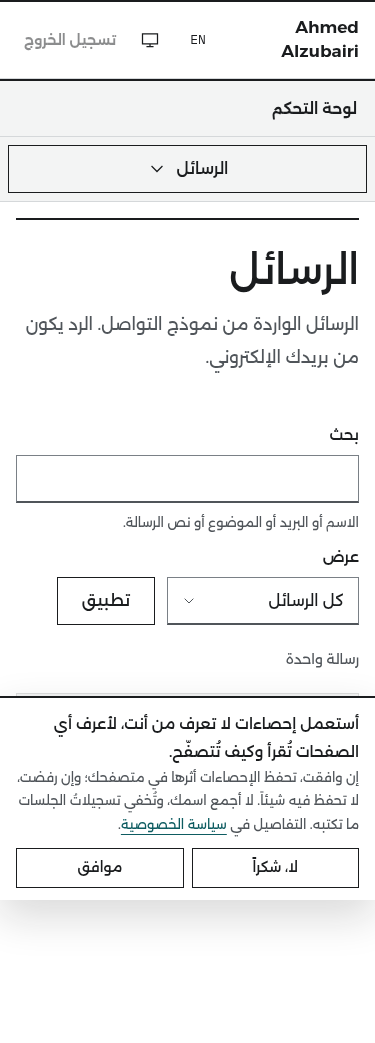 Ahmed
Alzubairi
EN
تسجيل الخروج
لوحة التحكم
الرسائل
الرسائل
الرسائل الواردة من نموذج التواصل. الرد يكون
من بريدك الإلكتروني.
بحث
الاسم أو البريد أو الموضوع أو نص الرسالة.
عرض
كل الرسائل
تطبيق
رسالة واحدة
أستعمل إحصاءات لا تعرف من أنت، لأعرف أي
الصفحات تُقرأ وكيف تُتصفّح.
إن وافقت، تحفظ الإحصاءات أثرها في متصفحك؛ وإن رفضت،
لا تحفظ فيه شيئاً. لا أجمع اسمك، وتُخفي تسجيلاتُ الجلسات
ما تكتبه. التفاصيل في سياسة الخصوصية.
لا، شكراً
موافق